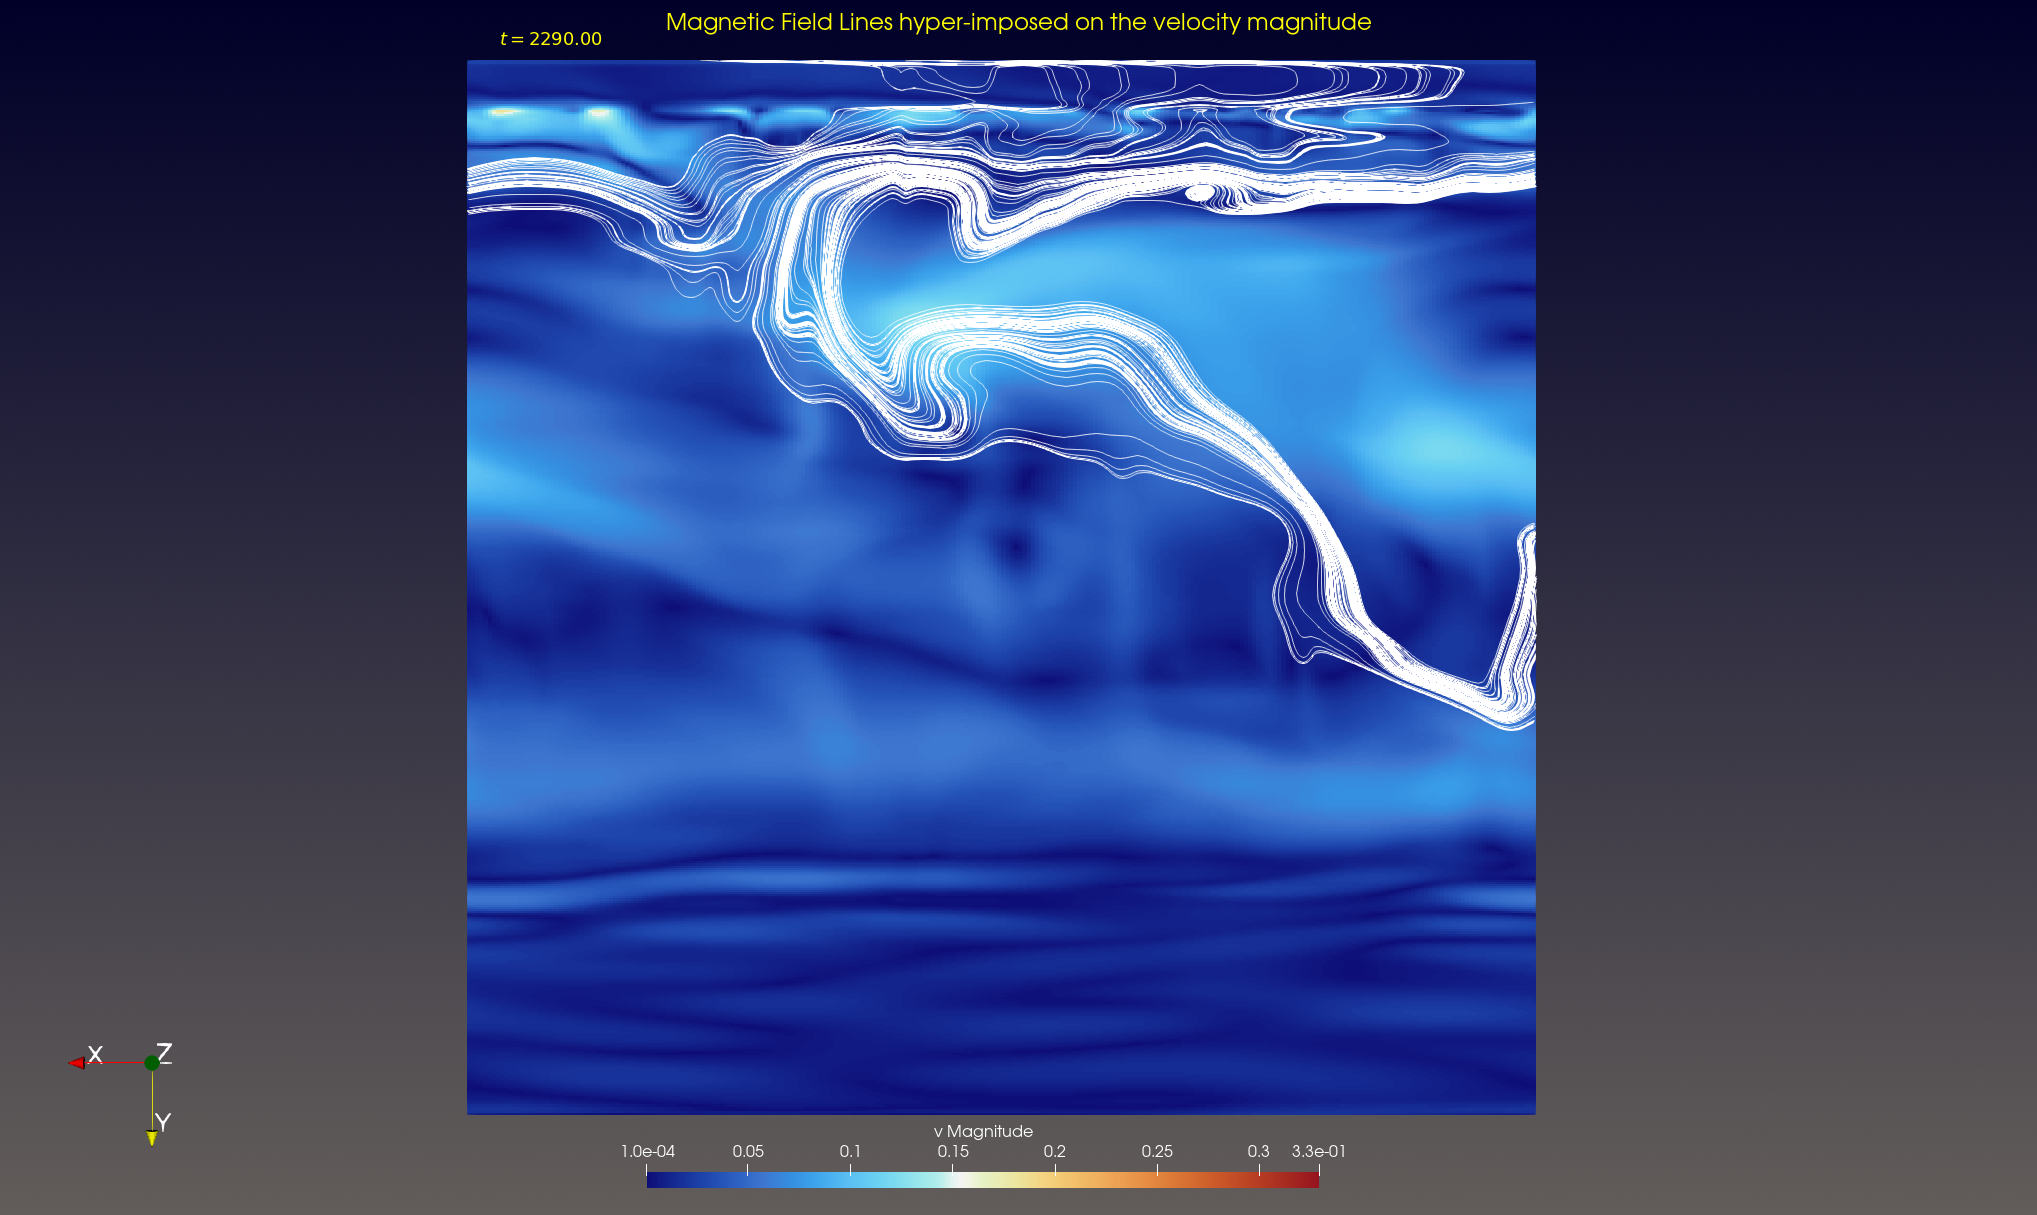 Magnetic Field Lines hyper-imposed on the velocity magnitude
t = 2290.00
X Z
Y
v Magnitude
1.0e-04 0.05 0.1 0.15 0.2 0.25 0.3 3.3e-01